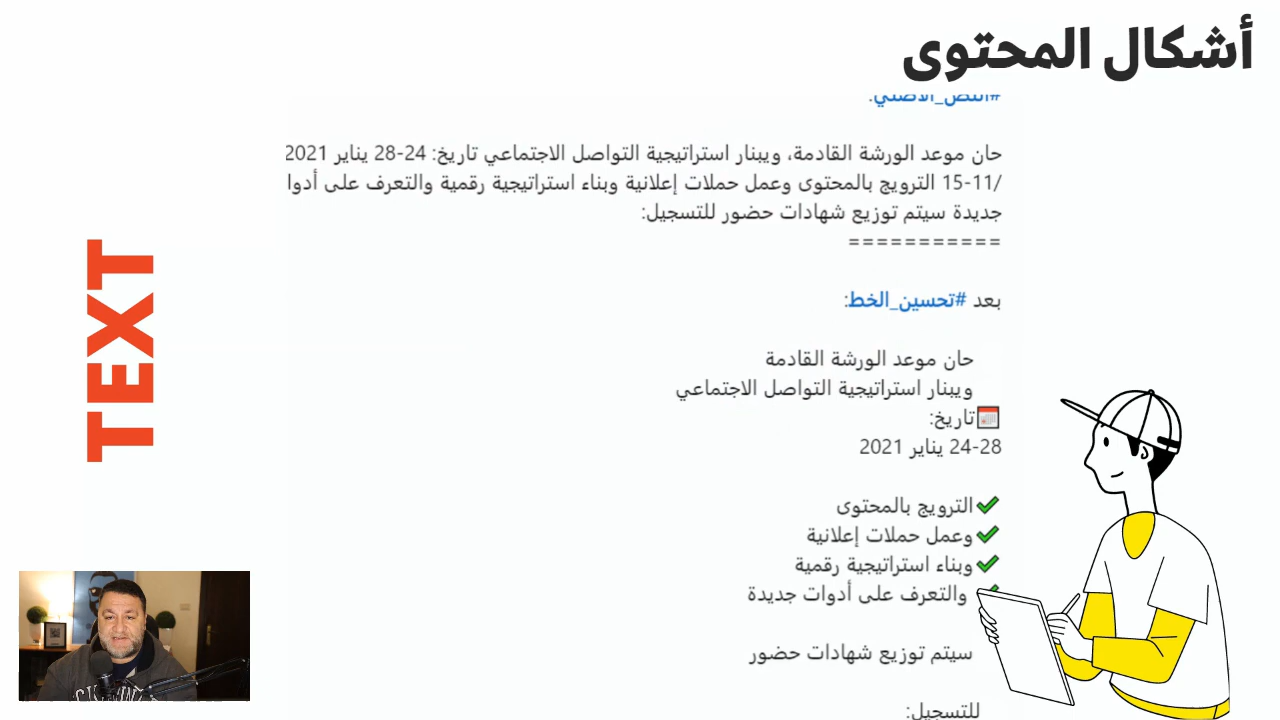 أشكال المحتوى
#النص_الأصلي:
حان موعد الورشة القادمة، ويبنار استراتيجية التواصل الاجتماعي تاريخ: 24-28 يناير 2021
/15-11 الترويج بالمحتوى وعمل حملات إعلانية وبناء استراتيجية رقمية والتعرف على أدوا
جديدة سيتم توزيع شهادات حضور للتسجيل:
===========
بعد #تحسين_الخط:
حان موعد الورشة القادمة
ويبنار استراتيجية التواصل الاجتماعي
تاريخ:
24-28 يناير 2021
الترويج بالمحتوى
وعمل حملات إعلانية
وبناء استراتيجية رقمية
والتعرف على أدوات جديدة
سيتم توزيع شهادات حضور
للتسجيل:
TEXT